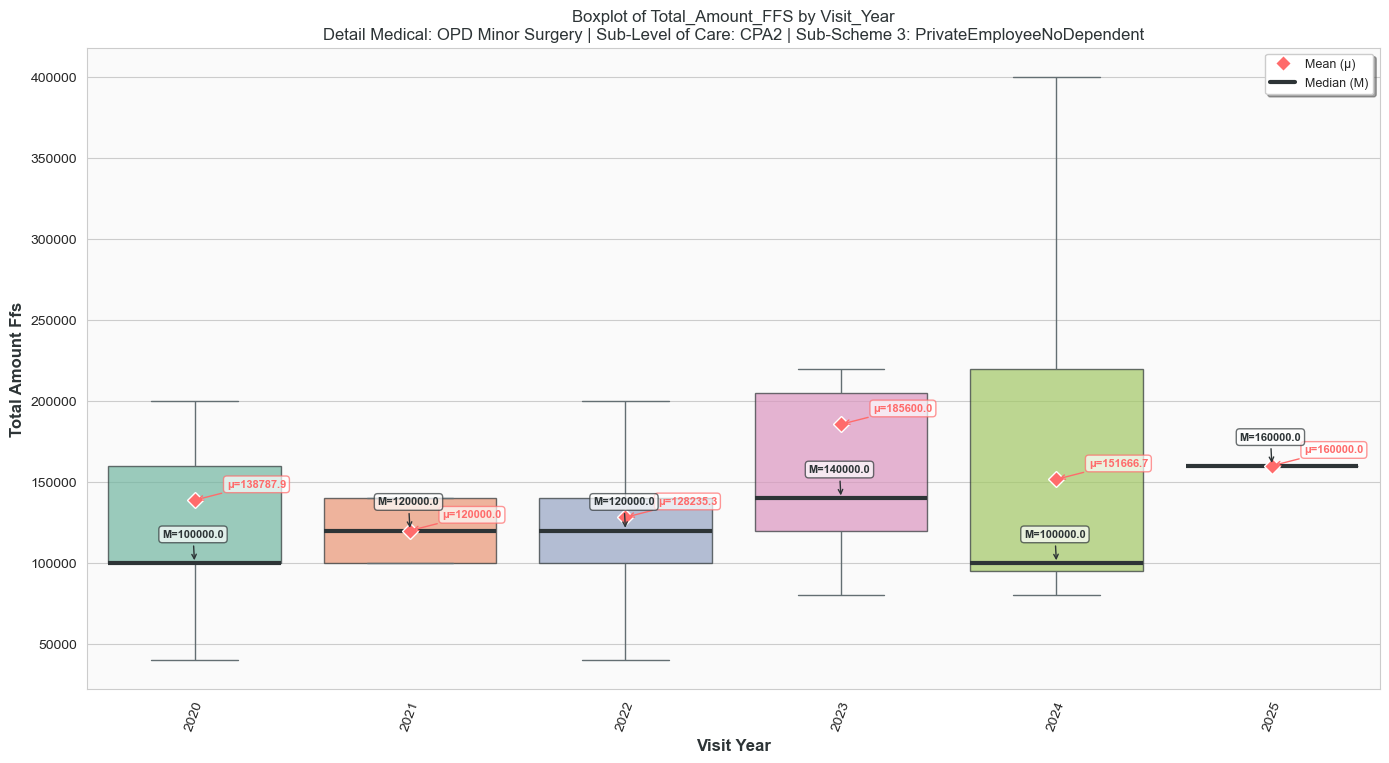 Boxplot of Total_Amount_FFS by Visit_Year
Detail Medical: OPD Minor Surgery | Sub-Level of Care: CPA2 | Sub-Scheme 3: PrivateEmployeeNoDependent
Mean (μ)
Median (M)
Total Amount Ffs
400000
350000
300000
250000
200000
150000
100000
50000
μ=138787.9
M=100000.0
M=120000.0
μ=120000.0
M=120000.0
μ=128235.3
μ=185600.0
M=140000.0
μ=151666.7
M=100000.0
M=160000.0
μ=160000.0
2020
2021
2022
2023
2024
2025
Visit Year